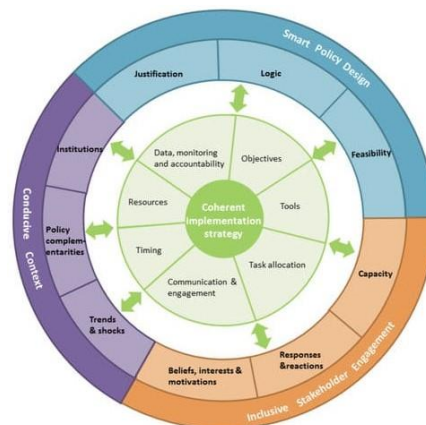 Smart Policy Design
Justification
Logic
Feasibility
Institutions
Policy
complem-
entarities
Trends
& shocks
Conducive Context
Data, monitoring
and accountability
Objectives
Resources
Tools
Coherent
implementation
strategy
Timing
Task allocation
Communication &
engagement
Capacity
Responses
& reactions
Beliefs, interests &
motivations
Inclusive Stakeholder Engagement